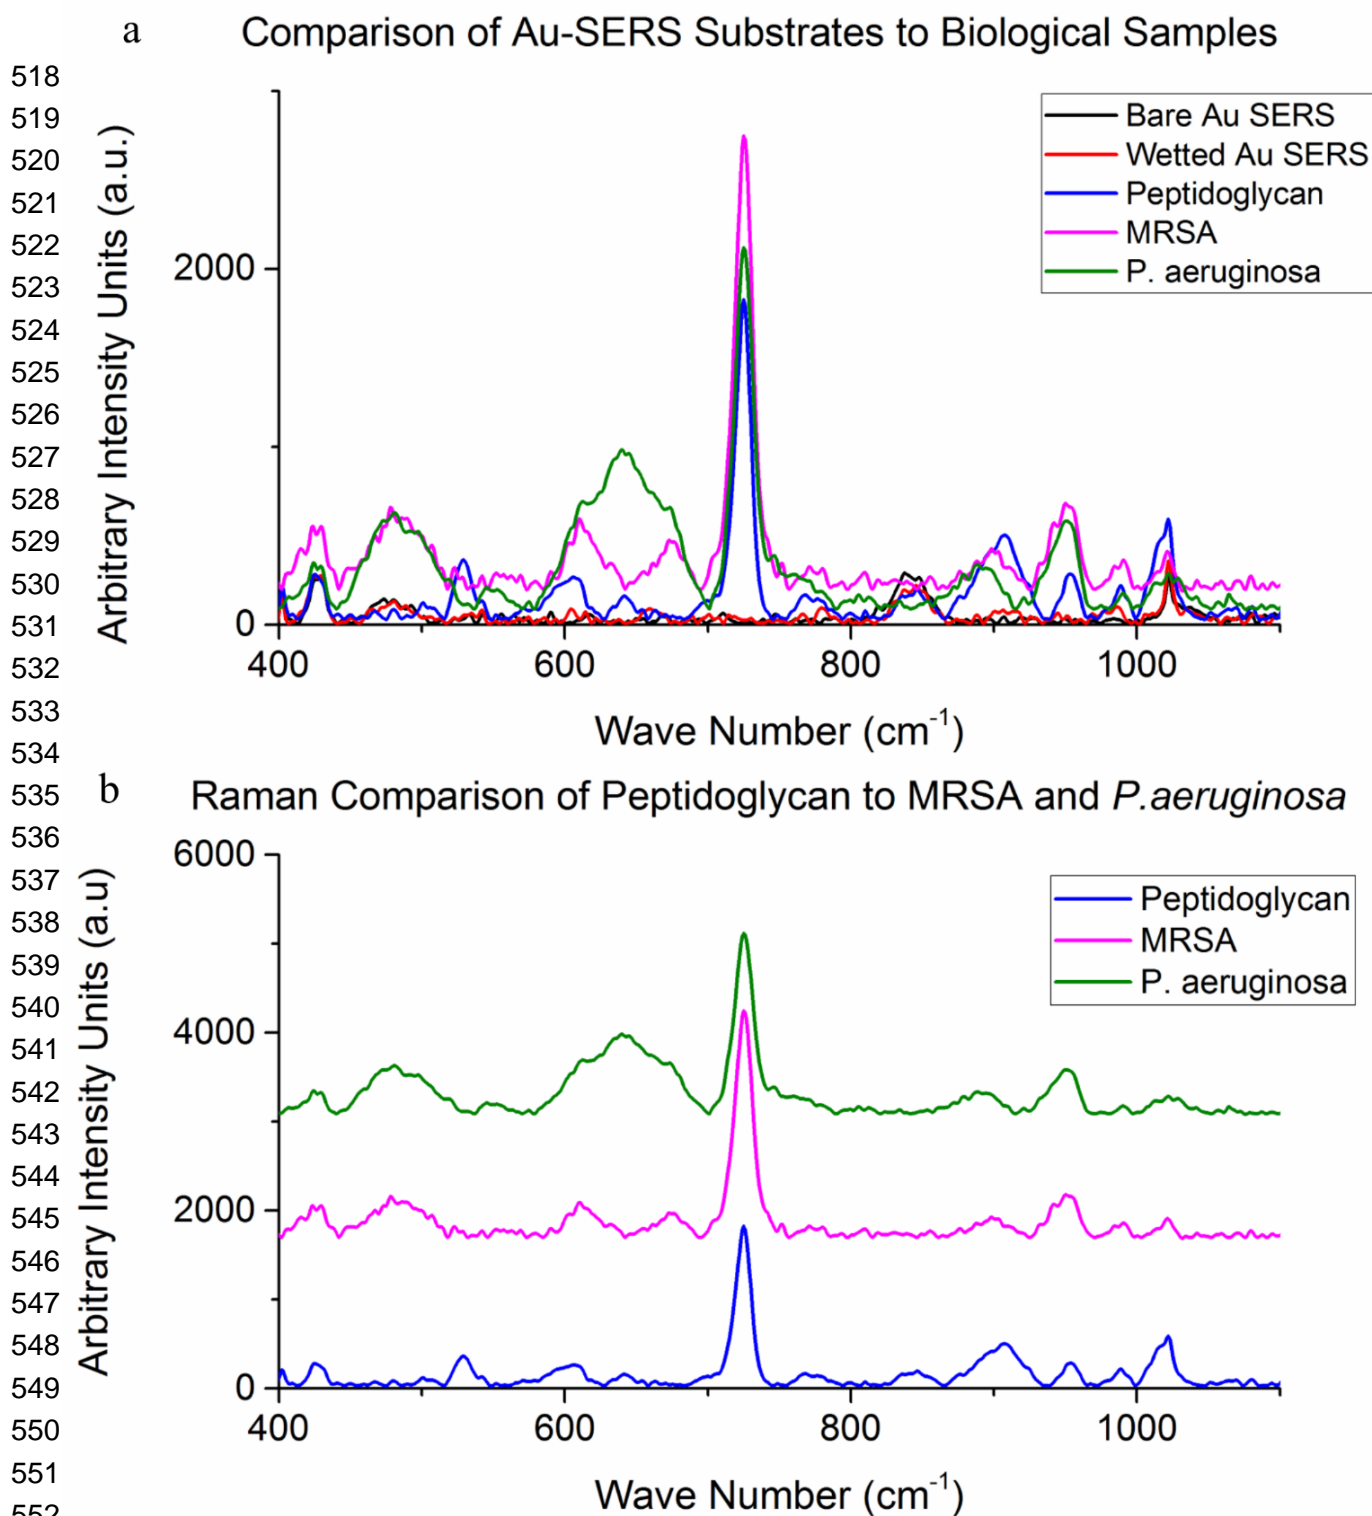 a Comparison of Au-SERS Substrates to Biological Samples
518
519
520
521
522
523
524
525
526
527
528
529
530
531
532
533
534
535
536
537
538
539
540
541
542
543
544
545
546
547
548
549
550
551
552
Arbitrary Intensity Units (a.u.)
2000
0
400 600 800 1000
Wave Number (cm⁻¹)
Bare Au SERS
Wetted Au SERS
Peptidoglycan
MRSA
P. aeruginosa
b Raman Comparison of Peptidoglycan to MRSA and P.aeruginosa
Arbitrary Intensity Units (a.u)
6000
4000
2000
0
400 600 800 1000
Wave Number (cm⁻¹)
Peptidoglycan
MRSA
P. aeruginosa